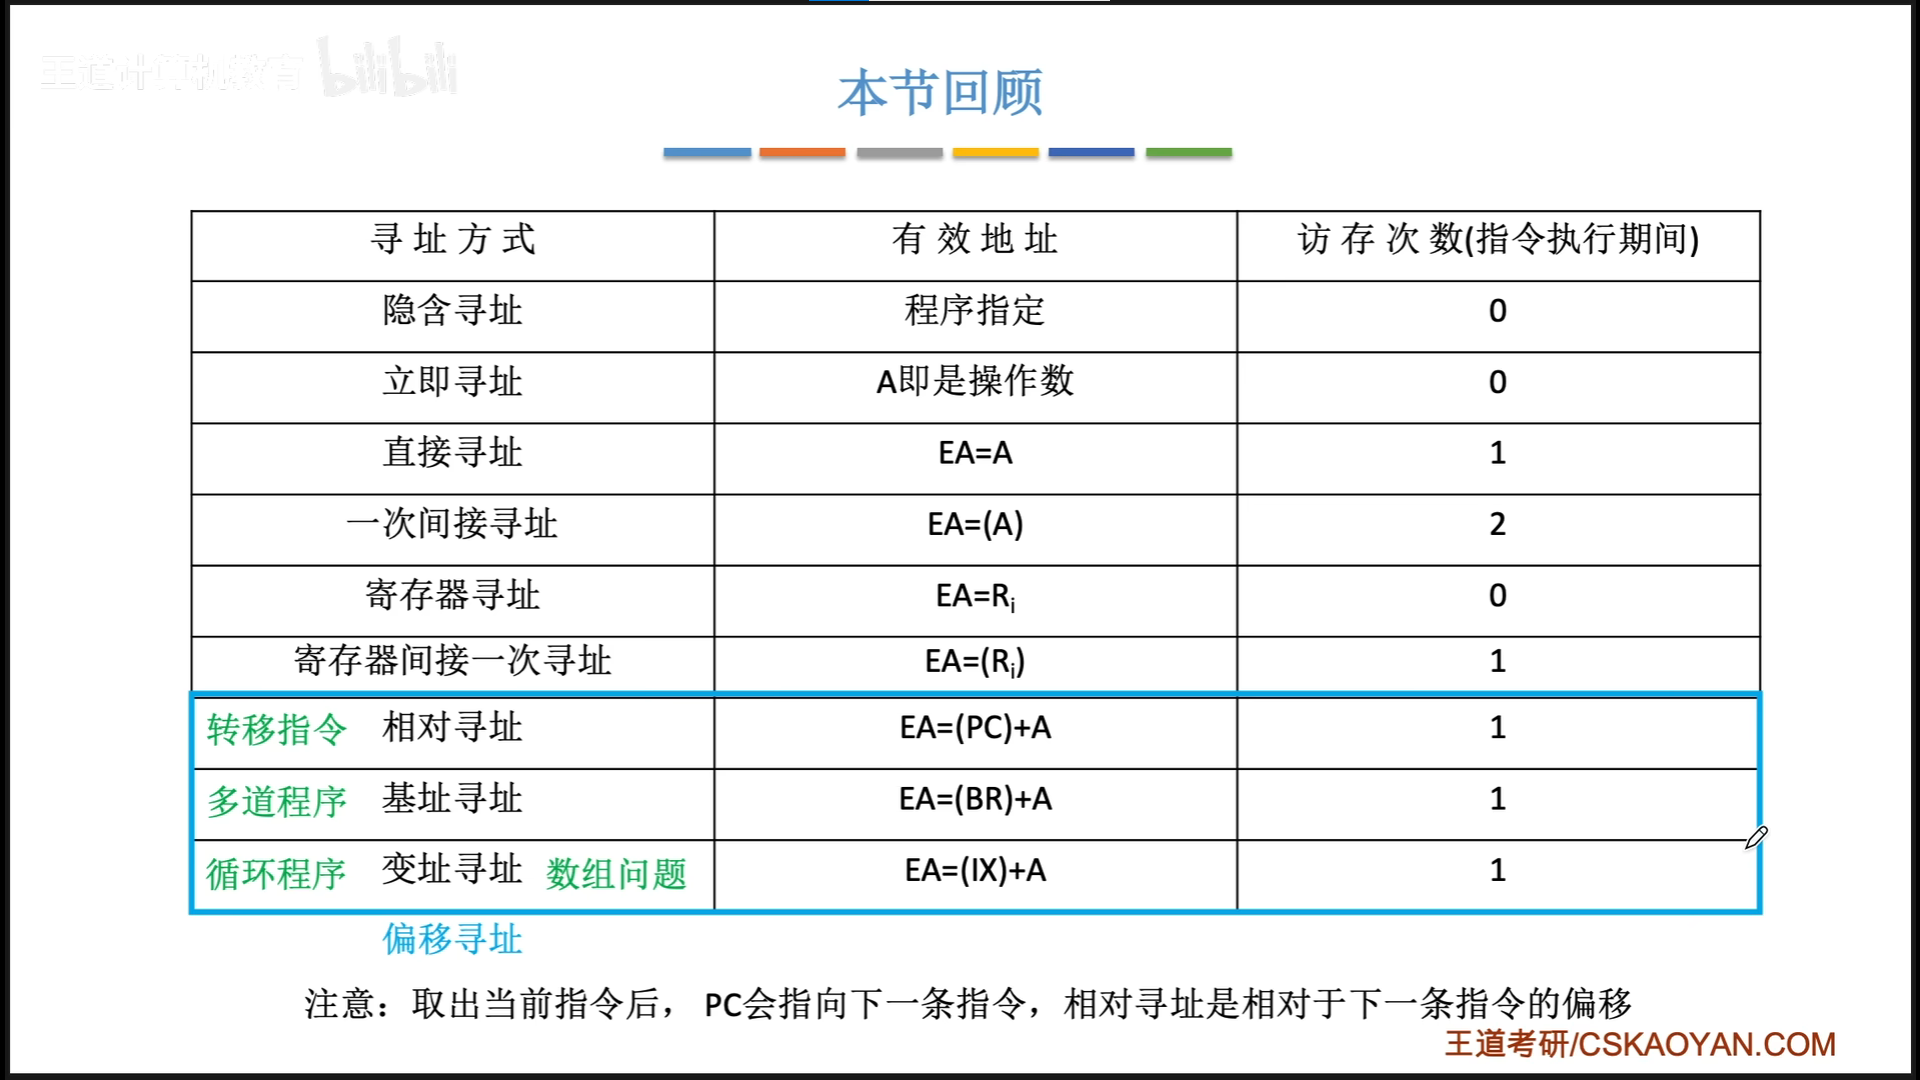 王道计算机教育 bilibili
本节回顾
寻 址 方 式 有 效 地 址 访 存 次 数(指令执行期间)
隐含寻址 程序指定 0
立即寻址 A即是操作数 0
直接寻址 EA=A 1
一次间接寻址 EA=(A) 2
寄存器寻址 EA=Rᵢ 0
寄存器间接一次寻址 EA=(Rᵢ) 1
转移指令 相对寻址 EA=(PC)+A 1
多道程序 基址寻址 EA=(BR)+A 1
循环程序 变址寻址 数组问题 EA=(IX)+A 1
偏移寻址
注意：取出当前指令后， PC会指向下一条指令，相对寻址是相对于下一条指令的偏移
王道考研/CSKAOYAN.COM